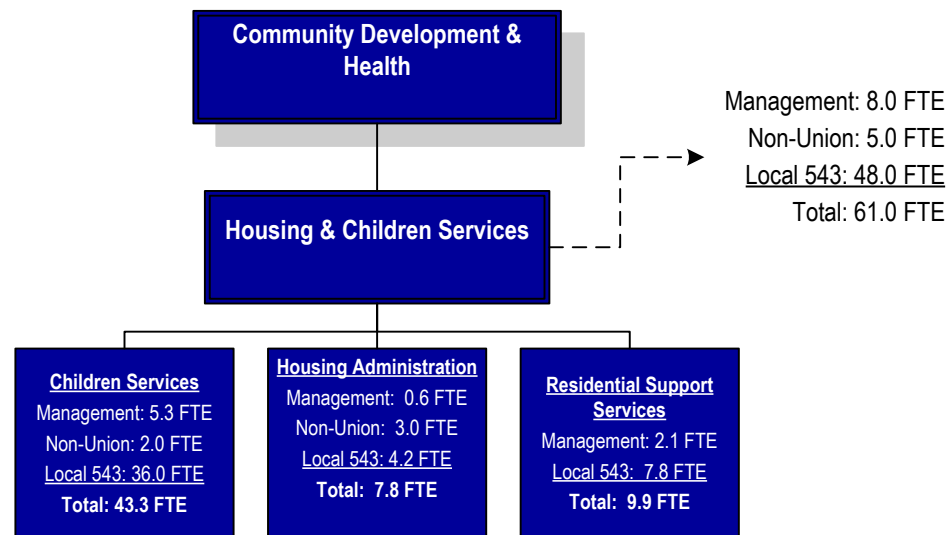 Community Development &
Health
Management: 8.0 FTE
Non-Union: 5.0 FTE
Local 543: 48.0 FTE
Total: 61.0 FTE
Housing & Children Services
Children Services
Management: 5.3 FTE
Non-Union: 2.0 FTE
Local 543: 36.0 FTE
Total: 43.3 FTE
Housing Administration
Management: 0.6 FTE
Non-Union: 3.0 FTE
Local 543: 4.2 FTE
Total: 7.8 FTE
Residential Support
Services
Management: 2.1 FTE
Local 543: 7.8 FTE
Total: 9.9 FTE